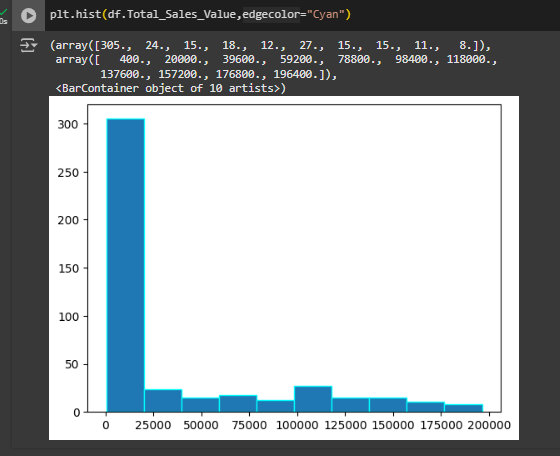 plt.hist(df.Total_Sales_Value,edgecolor="Cyan")
0s
(array([305., 24., 15., 18., 12., 27., 15., 15., 11., 8.]),
array([ 400., 20000., 39600., 59200., 78800., 98400., 118000.,
137600., 157200., 176800., 196400.]),
<BarContainer object of 10 artists>)
300
250
200
150
100
50
0
0 25000 50000 75000 100000 125000 150000 175000 200000